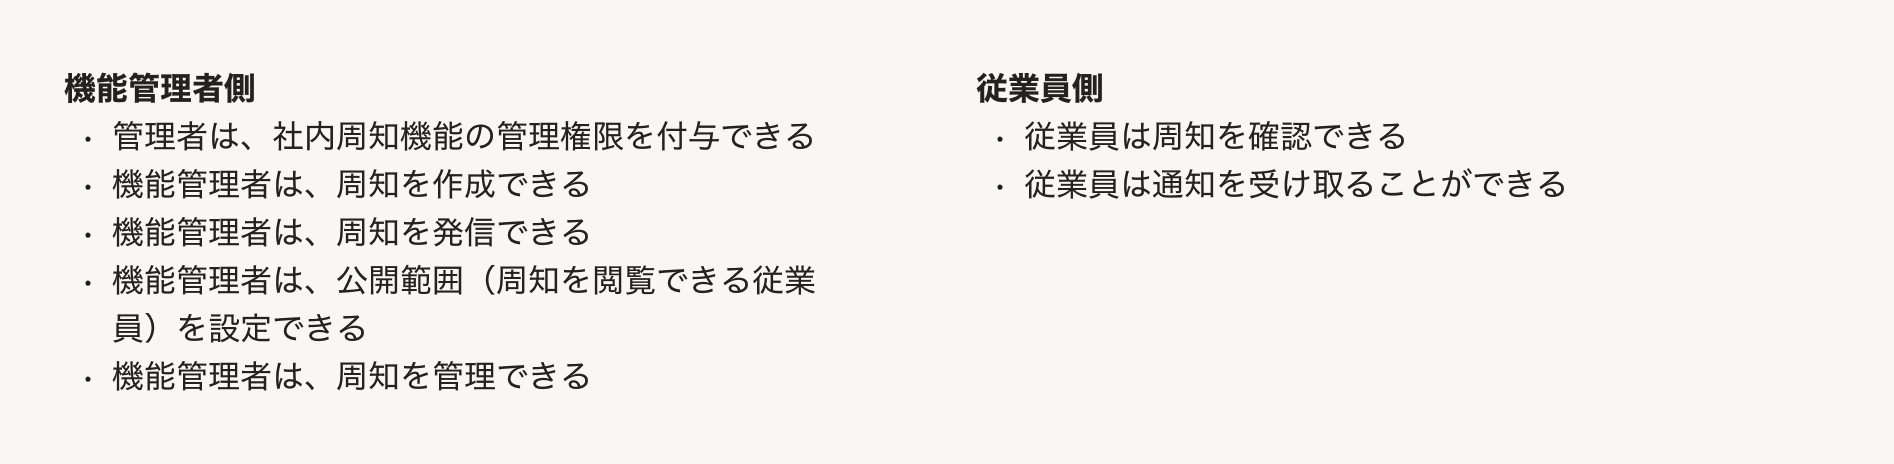 機能管理者側
・管理者は、社内周知機能の管理権限を付与できる
・機能管理者は、周知を作成できる
・機能管理者は、周知を発信できる
・機能管理者は、公開範囲（周知を閲覧できる従業
員）を設定できる
・機能管理者は、周知を管理できる
従業員側
・従業員は周知を確認できる
・従業員は通知を受け取ることができる